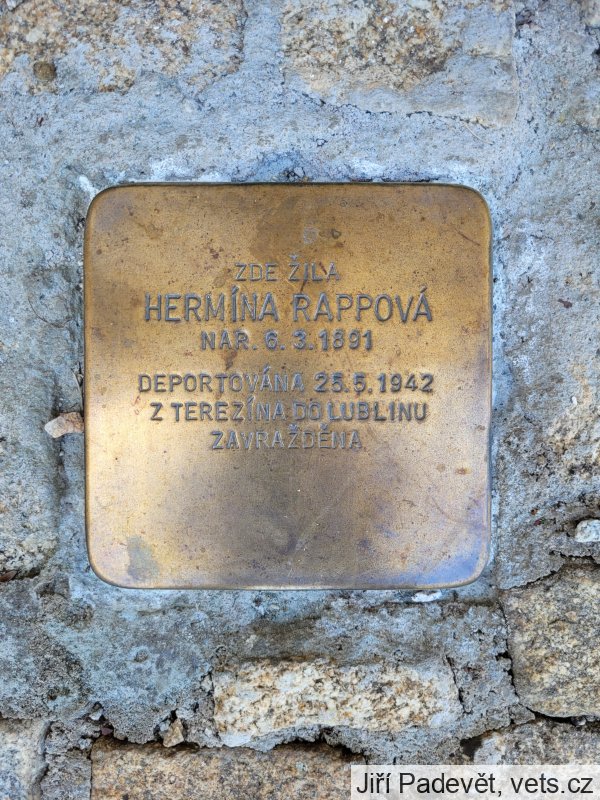 ZDE ŽILA
HERMÍNA RAPPOVÁ
NAR. 6. 3. 1891
DEPORTOVÁNA 25. 5. 1942
Z TEREZÍNA DO LUBLINU
ZAVRAŽDĚNA
Jiří Padevět, vets.cz